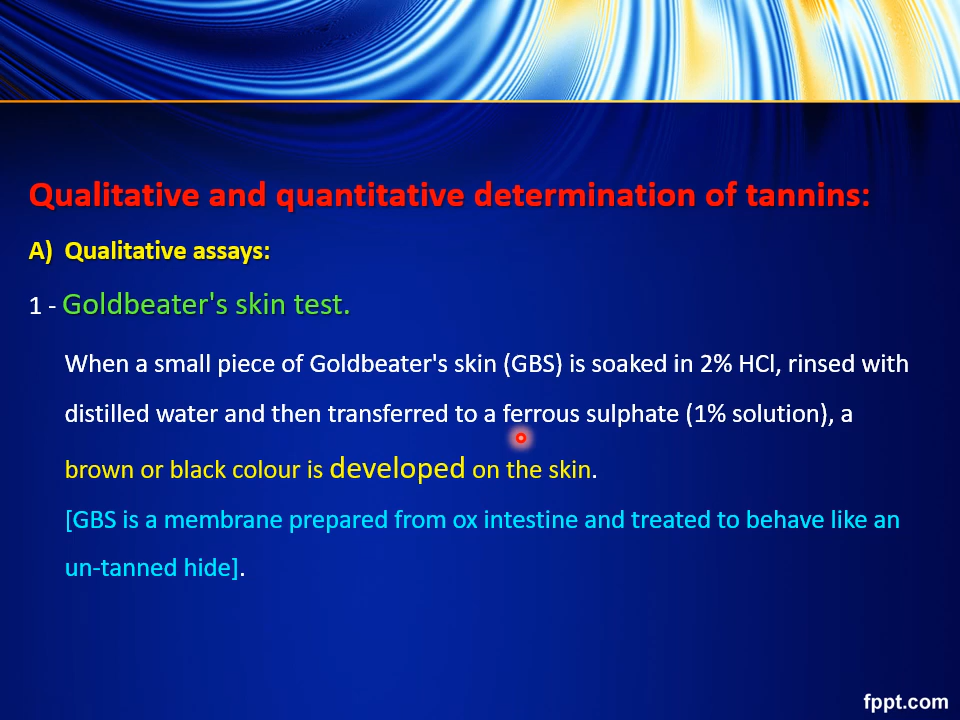 Qualitative and quantitative determination of tannins:
A) Qualitative assays:
1 - Goldbeater's skin test.
When a small piece of Goldbeater's skin (GBS) is soaked in 2% HCl, rinsed with
distilled water and then transferred to a ferrous sulphate (1% solution), a
brown or black colour is developed on the skin.
[GBS is a membrane prepared from ox intestine and treated to behave like an
un-tanned hide].
fppt.com